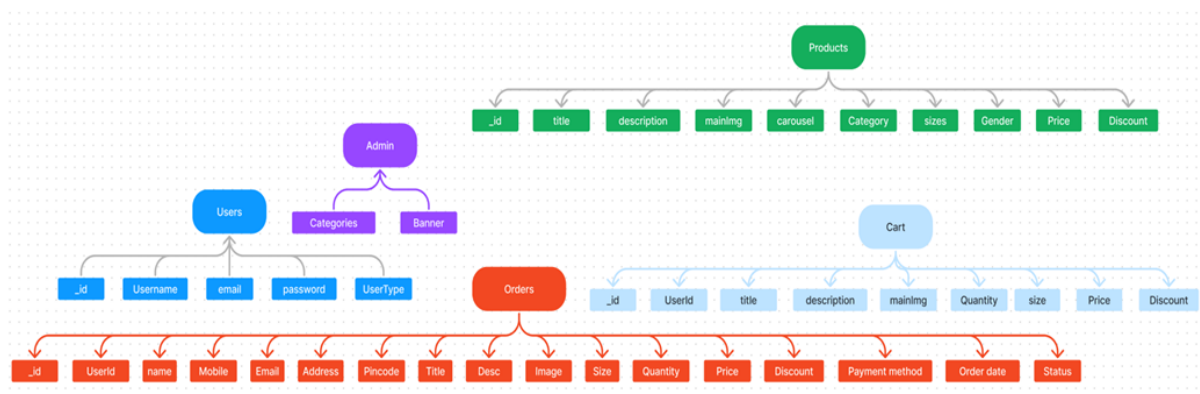 Products
_id title description mainImg carousel Category sizes Gender Price Discount
Admin
Categories Banner
Users
_id Username email password UserType
Cart
_id UserId title description mainImg Quantity size Price Discount
Orders
_id UserId name Mobile Email Address Pincode Title Desc Image Size Quantity Price Discount Payment method Order date Status